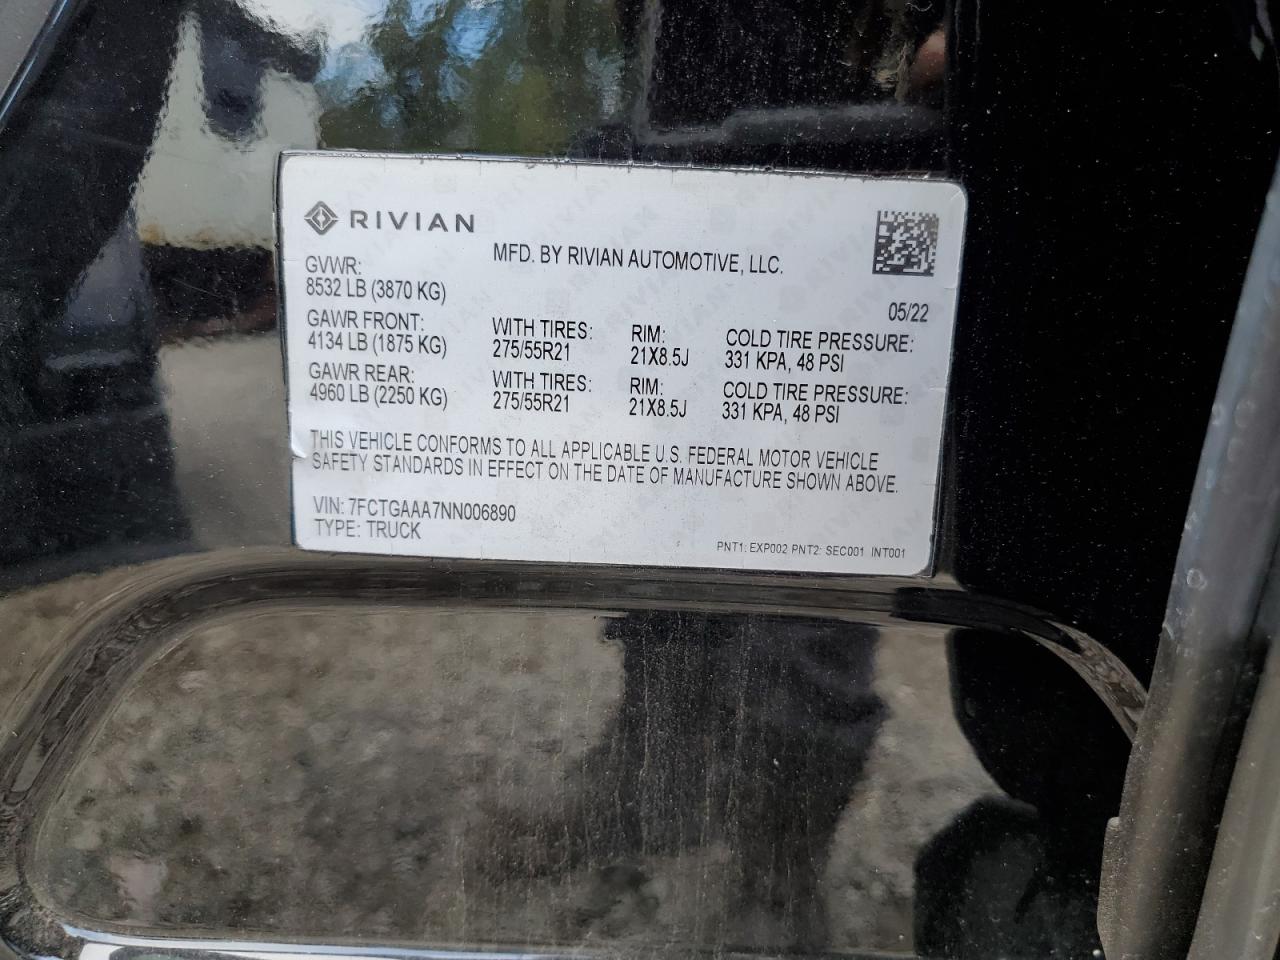 RIVIAN
MFD. BY RIVIAN AUTOMOTIVE, LLC.
GVWR:
8532 LB (3870 KG)
05/22
GAWR FRONT: WITH TIRES: RIM: COLD TIRE PRESSURE:
4134 LB (1875 KG) 275/55R21 21X8.5J 331 KPA, 48 PSI
GAWR REAR: WITH TIRES: RIM: COLD TIRE PRESSURE:
4960 LB (2250 KG) 275/55R21 21X8.5J 331 KPA, 48 PSI
THIS VEHICLE CONFORMS TO ALL APPLICABLE U.S. FEDERAL MOTOR VEHICLE
SAFETY STANDARDS IN EFFECT ON THE DATE OF MANUFACTURE SHOWN ABOVE.
VIN: 7FCTGAAA7NN006890
TYPE: TRUCK
PNT1: EXP002 PNT2: SEC001 INT001